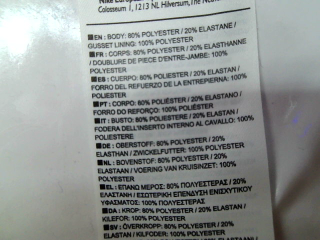 Nike European
Colosseum 1, 1213 NL Hilversum, The Neth
EN: BODY: 80% POLYESTER / 20% ELASTANE /
GUSSET LINING: 100% POLYESTER
FR: CORPS: 80% POLYESTER / 20% ELASTHANNE
/ DOUBLURE DE PIECE D'ENTRE-JAMBE: 100%
POLYESTER
ES: CUERPO: 80% POLIÉSTER / 20% ELASTÁN /
FORRO DEL REFUERZO DE LA ENTREPIERNA: 100%
POLIÉSTER
PT: CORPO: 80% POLIÉSTER / 20% ELASTANO /
FORRO DO REFORÇO: 100% POLIÉSTER
IT: BUSTO: 80% POLIESTERE / 20% ELASTAN /
FODERA DELL'INSERTO INTERNO AL CAVALLO: 100%
POLIESTERE
DE: OBERSTOFF: 80% POLYESTER / 20%
ELASTHAN / ZWICKELFUTTER: 100% POLYESTER
NL: BOVENSTOF: 80% POLYESTER / 20%
ELASTAAN / VOERING VAN KRUISINZET: 100%
POLYESTER
EL: ΕΠΑΝΩ ΜΕΡΟΣ: 80% ΠΟΛΥΕΣΤΕΡΑΣ / 20%
ΕΛΑΣΤΑΝΗ / ΕΣΩΤΕΡΙΚΗ ΕΠΕΝΔΥΣΗ ΕΝΙΣΧΥΤΙΚΟΥ
ΥΦΑΣΜΑΤΟΣ: 100% ΠΟΛΥΕΣΤΕΡΑΣ
DA: KROP: 80% POLYESTER / 20% ELASTAN /
KILEFOR: 100% POLYESTER
SV: ÖVERKROPP: 80% POLYESTER / 20%
ELASTAN / KILFODER: 100% POLYESTER